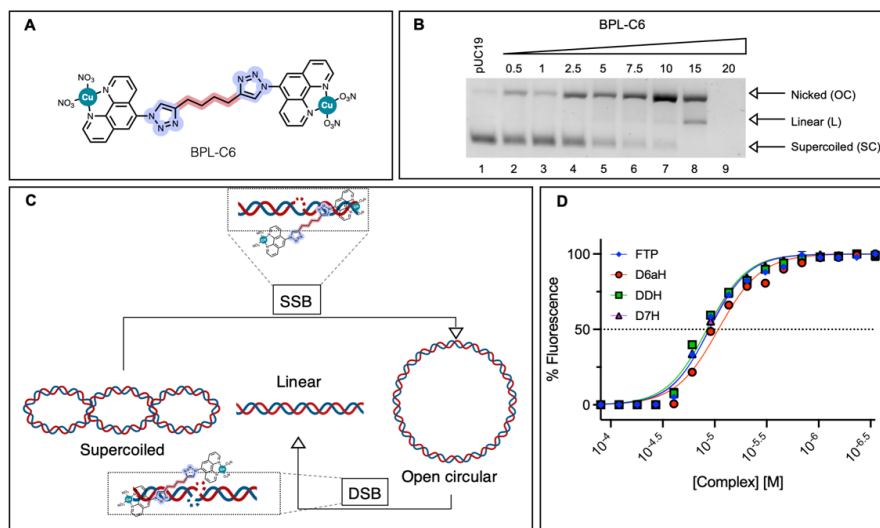 A
NO₃
NO₃
Cu
N
N
N
N
N
N
N
N
N
N
Cu
O₃N
O₃N
BPL-C6
B
BPL-C6
pUC19
0.5 1 2.5 5 7.5 10 15 20
Nicked (OC)
Linear (L)
Supercoiled (SC)
1 2 3 4 5 6 7 8 9
C
SSB
Supercoiled
Linear
Open circular
DSB
D
FTP
D6aH
DDH
D7H
100
50
0
% Fluorescence
10⁻⁴ 10⁻⁴·⁵ 10⁻⁵ 10⁻⁵·⁵ 10⁻⁶ 10⁻⁶·⁵
[Complex] [M]